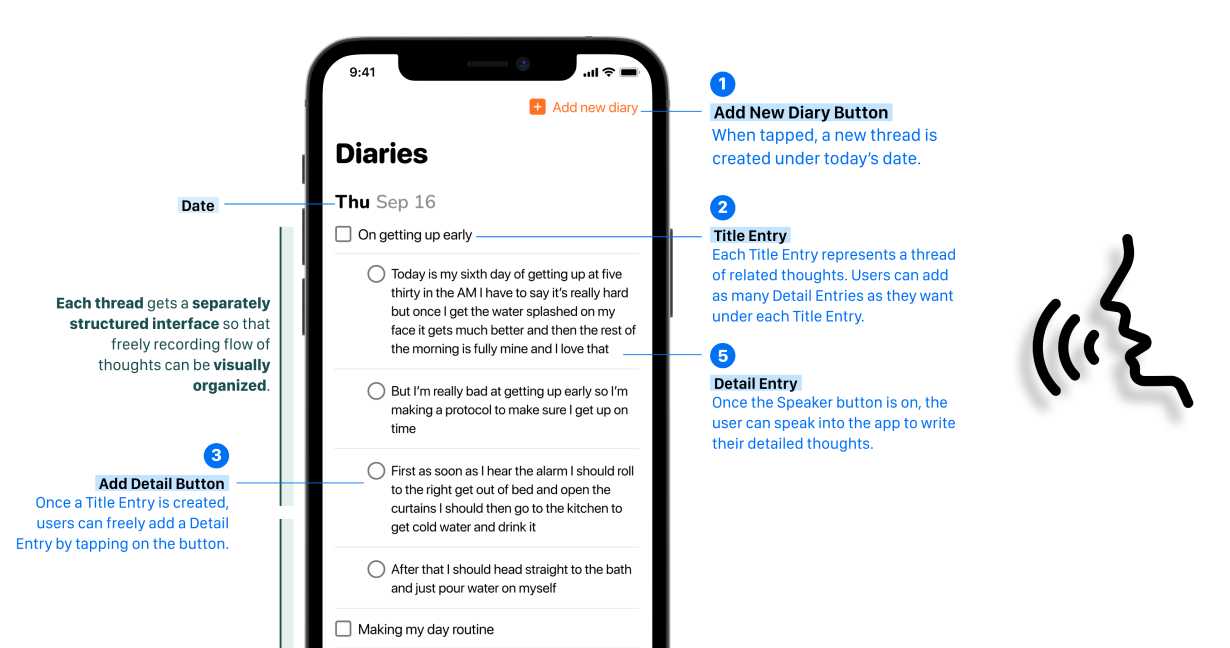 9:41
Add new diary
1
Add New Diary Button
When tapped, a new thread is
created under today's date.
Diaries
Date
Thu Sep 16
2
On getting up early
Title Entry
Each Title Entry represents a thread
of related thoughts. Users can add
as many Detail Entries as they want
under each Title Entry.
Today is my sixth day of getting up at five
thirty in the AM I have to say it's really hard
but once I get the water splashed on my
face it gets much better and then the rest of
the morning is fully mine and I love that
Each thread gets a separately
structured interface so that
freely recording flow of
thoughts can be visually
organized.
5
Detail Entry
Once the Speaker button is on, the
user can speak into the app to write
their detailed thoughts.
But I'm really bad at getting up early so I'm
making a protocol to make sure I get up on
time
3
Add Detail Button
Once a Title Entry is created,
users can freely add a Detail
Entry by tapping on the button.
First as soon as I hear the alarm I should roll
to the right get out of bed and open the
curtains I should then go to the kitchen to
get cold water and drink it
After that I should head straight to the bath
and just pour water on myself
Making my day routine